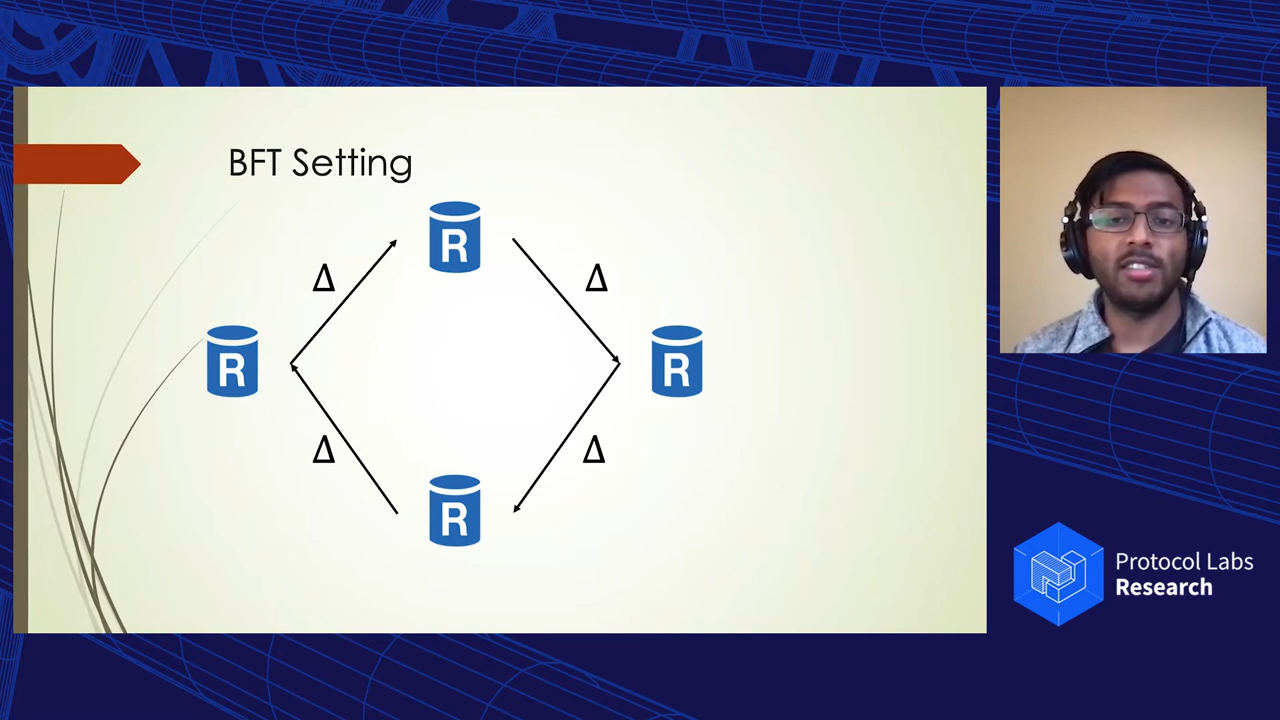 BFT Setting
R
Δ
Δ
R
R
Δ
Δ
R
Protocol Labs
Research